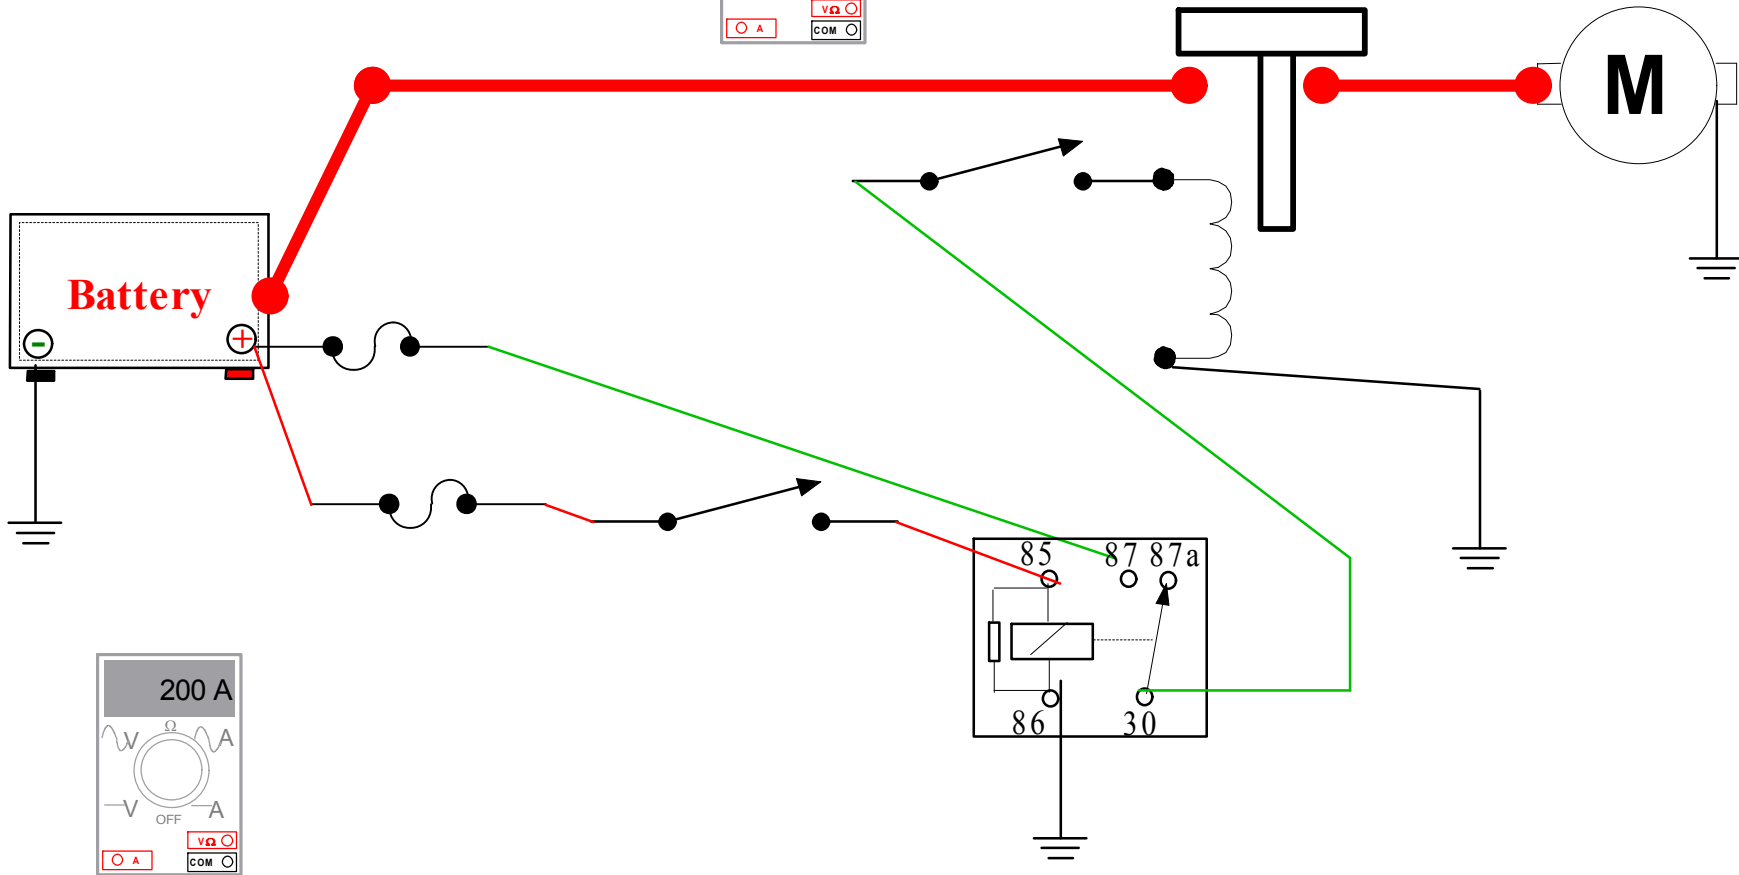 VΩ
A
COM
M
Battery
-
+
85 87 87a
86 30
200 A
Ω
V A
V A
OFF
VΩ
A
COM